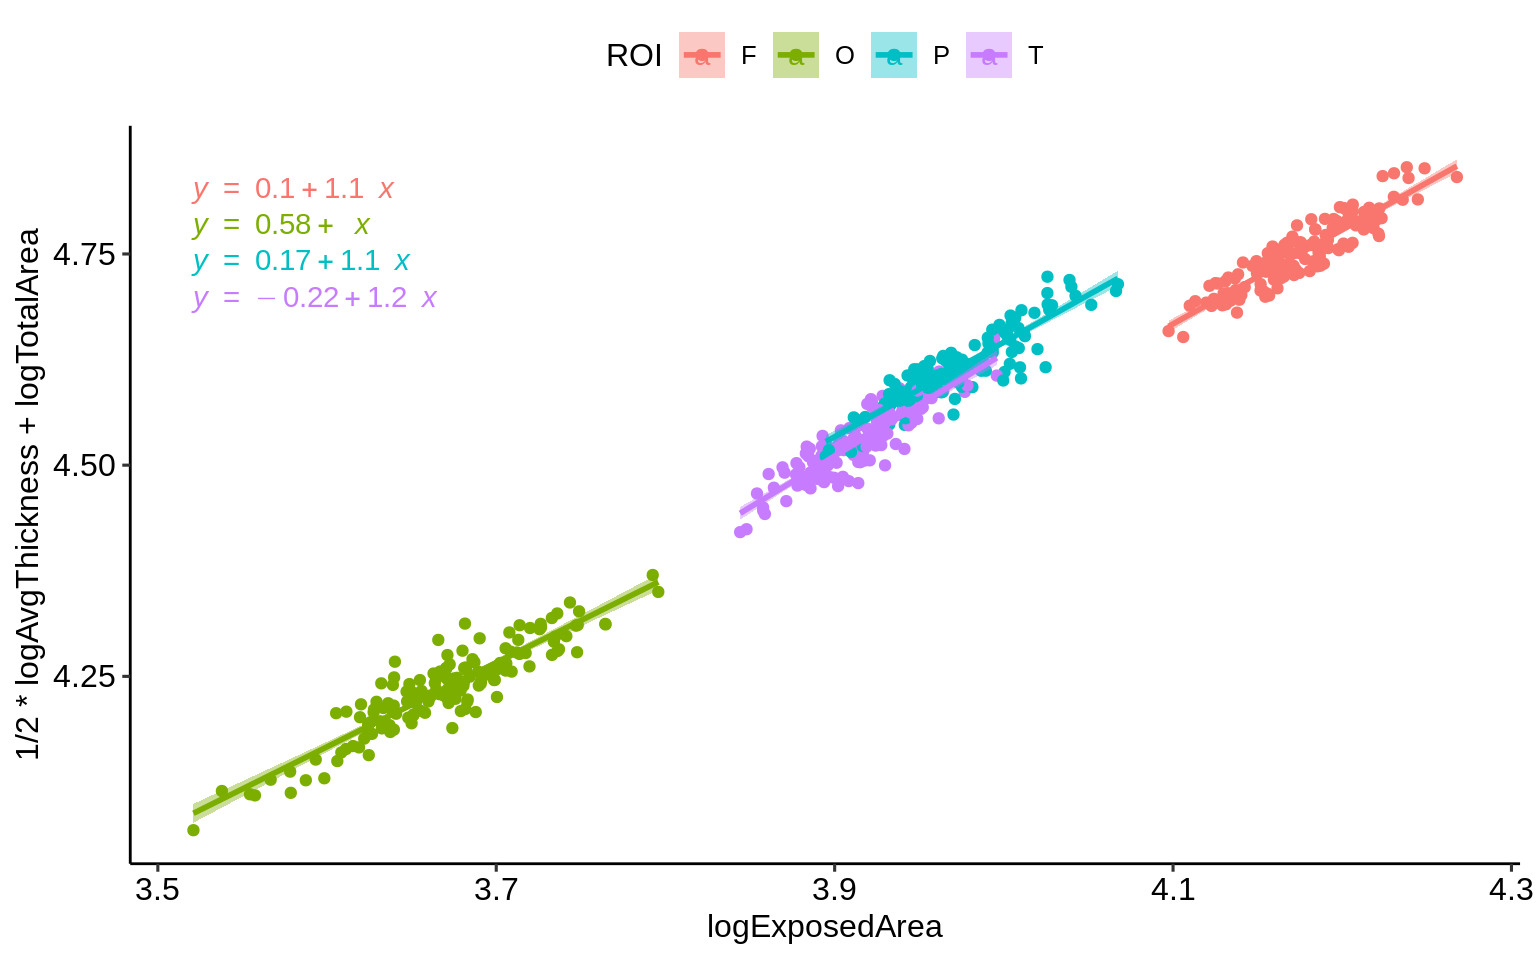 ROI a F a O a P a T
y = 0.1 + 1.1 x
y = 0.58 + x
y = 0.17 + 1.1 x
y = − 0.22 + 1.2 x
1/2 * logAvgThickness + logTotalArea
4.75
4.50
4.25
3.5 3.7 3.9 4.1 4.3
logExposedArea